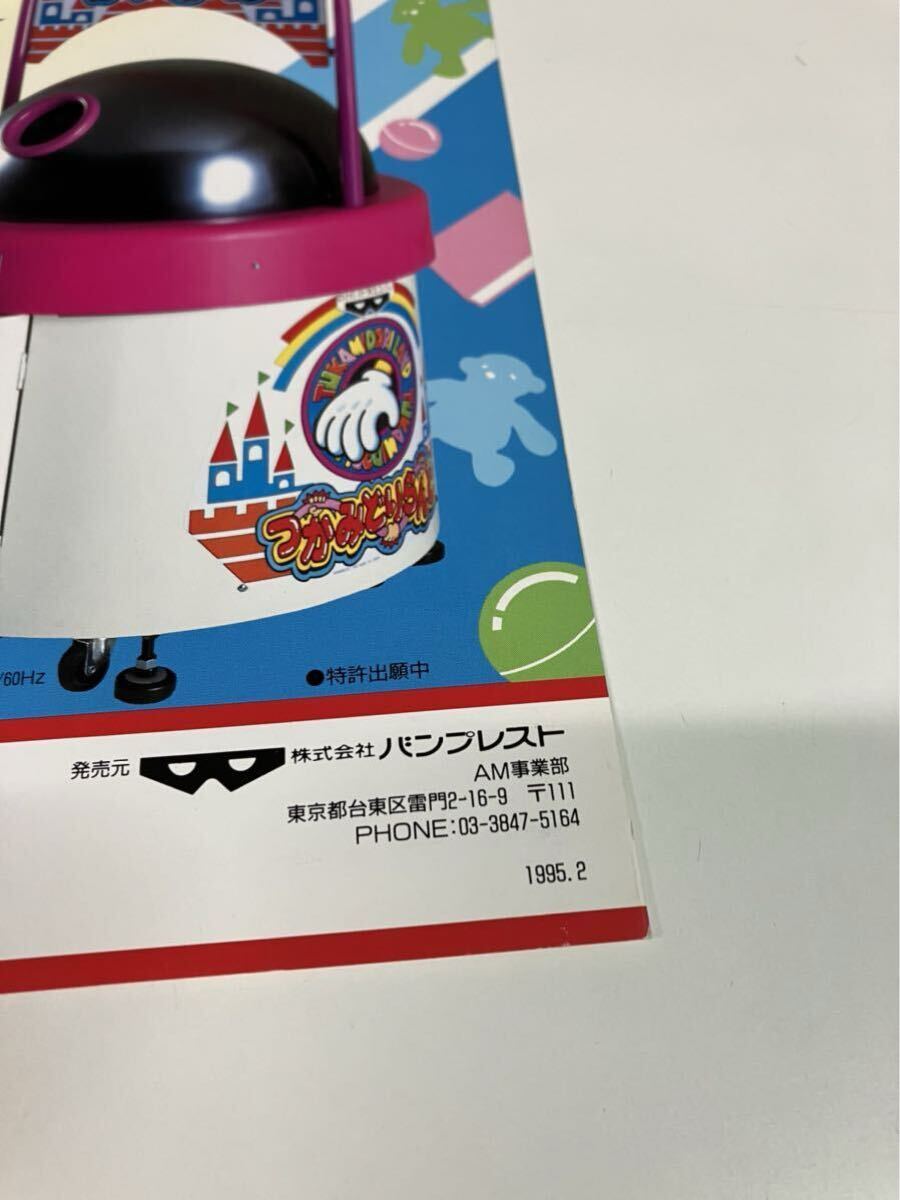 TUKAMIDORI LAND
つかみどりらんど
/60Hz
●特許出願中
発売元 株式会社 バンプレスト
AM事業部
東京都台東区雷門2-16-9 〒111
PHONE:03-3847-5164
1995.2